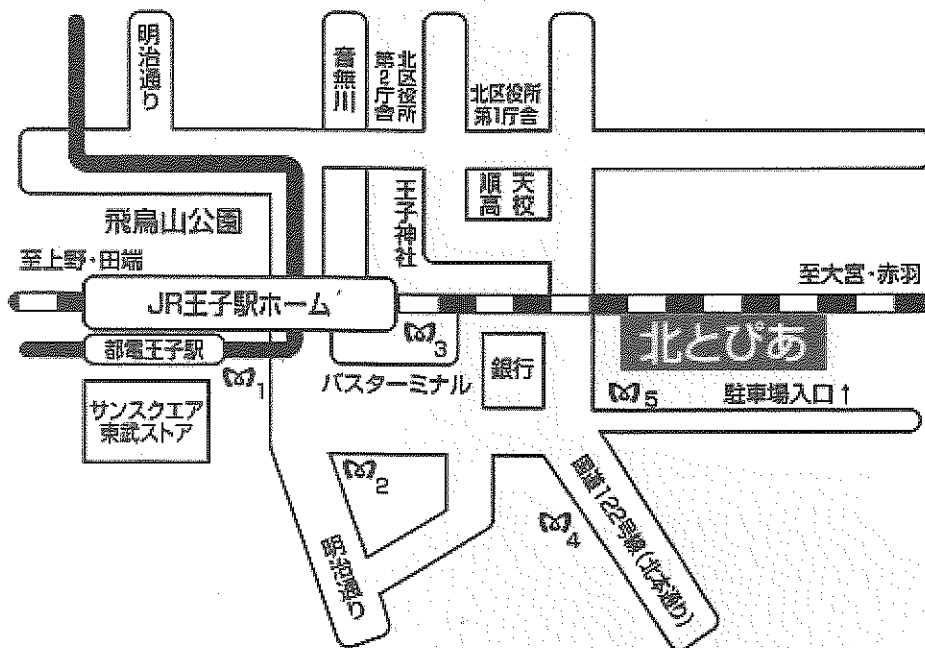 明治通り
音無川
北区役所
第2庁舎
北区役所
第1庁舎
順天
高校
王子神社
飛鳥山公園
至上野・田端
至大宮・赤羽
JR王子駅ホーム
北とぴあ
都電王子駅
3
1
バスターミナル
銀行
5
駐車場入口↑
サンスクエア
東武ストア
2
4
国道122号線(北本通り)
明治通り